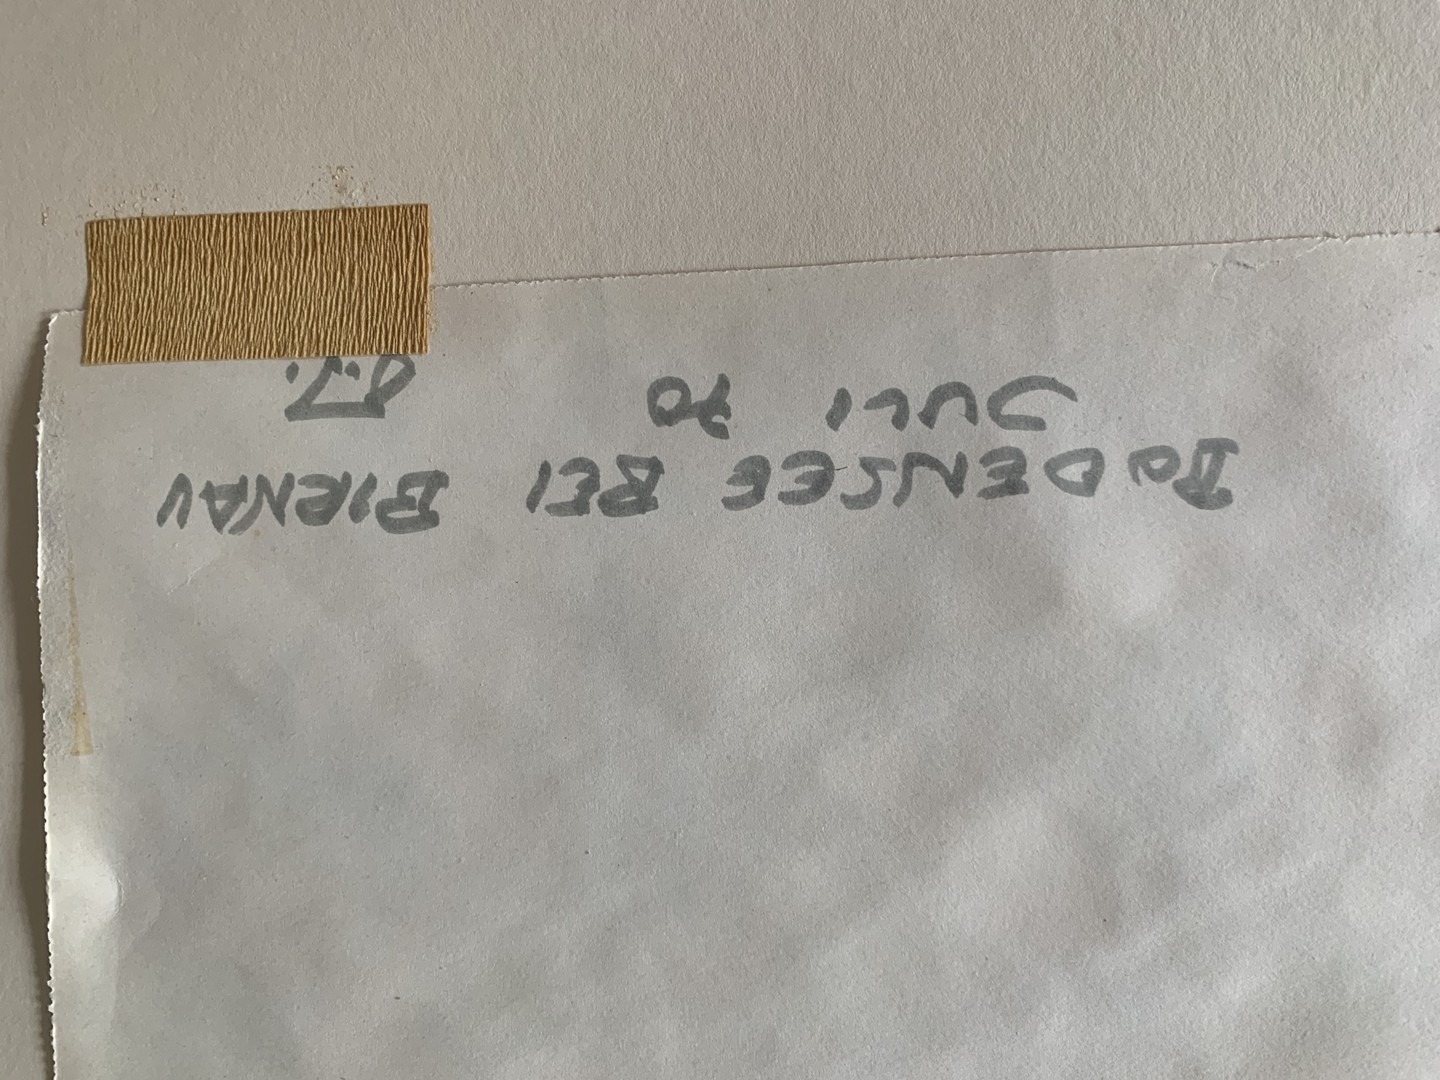 BODENSEE BEI BIRNAU
JULI 70